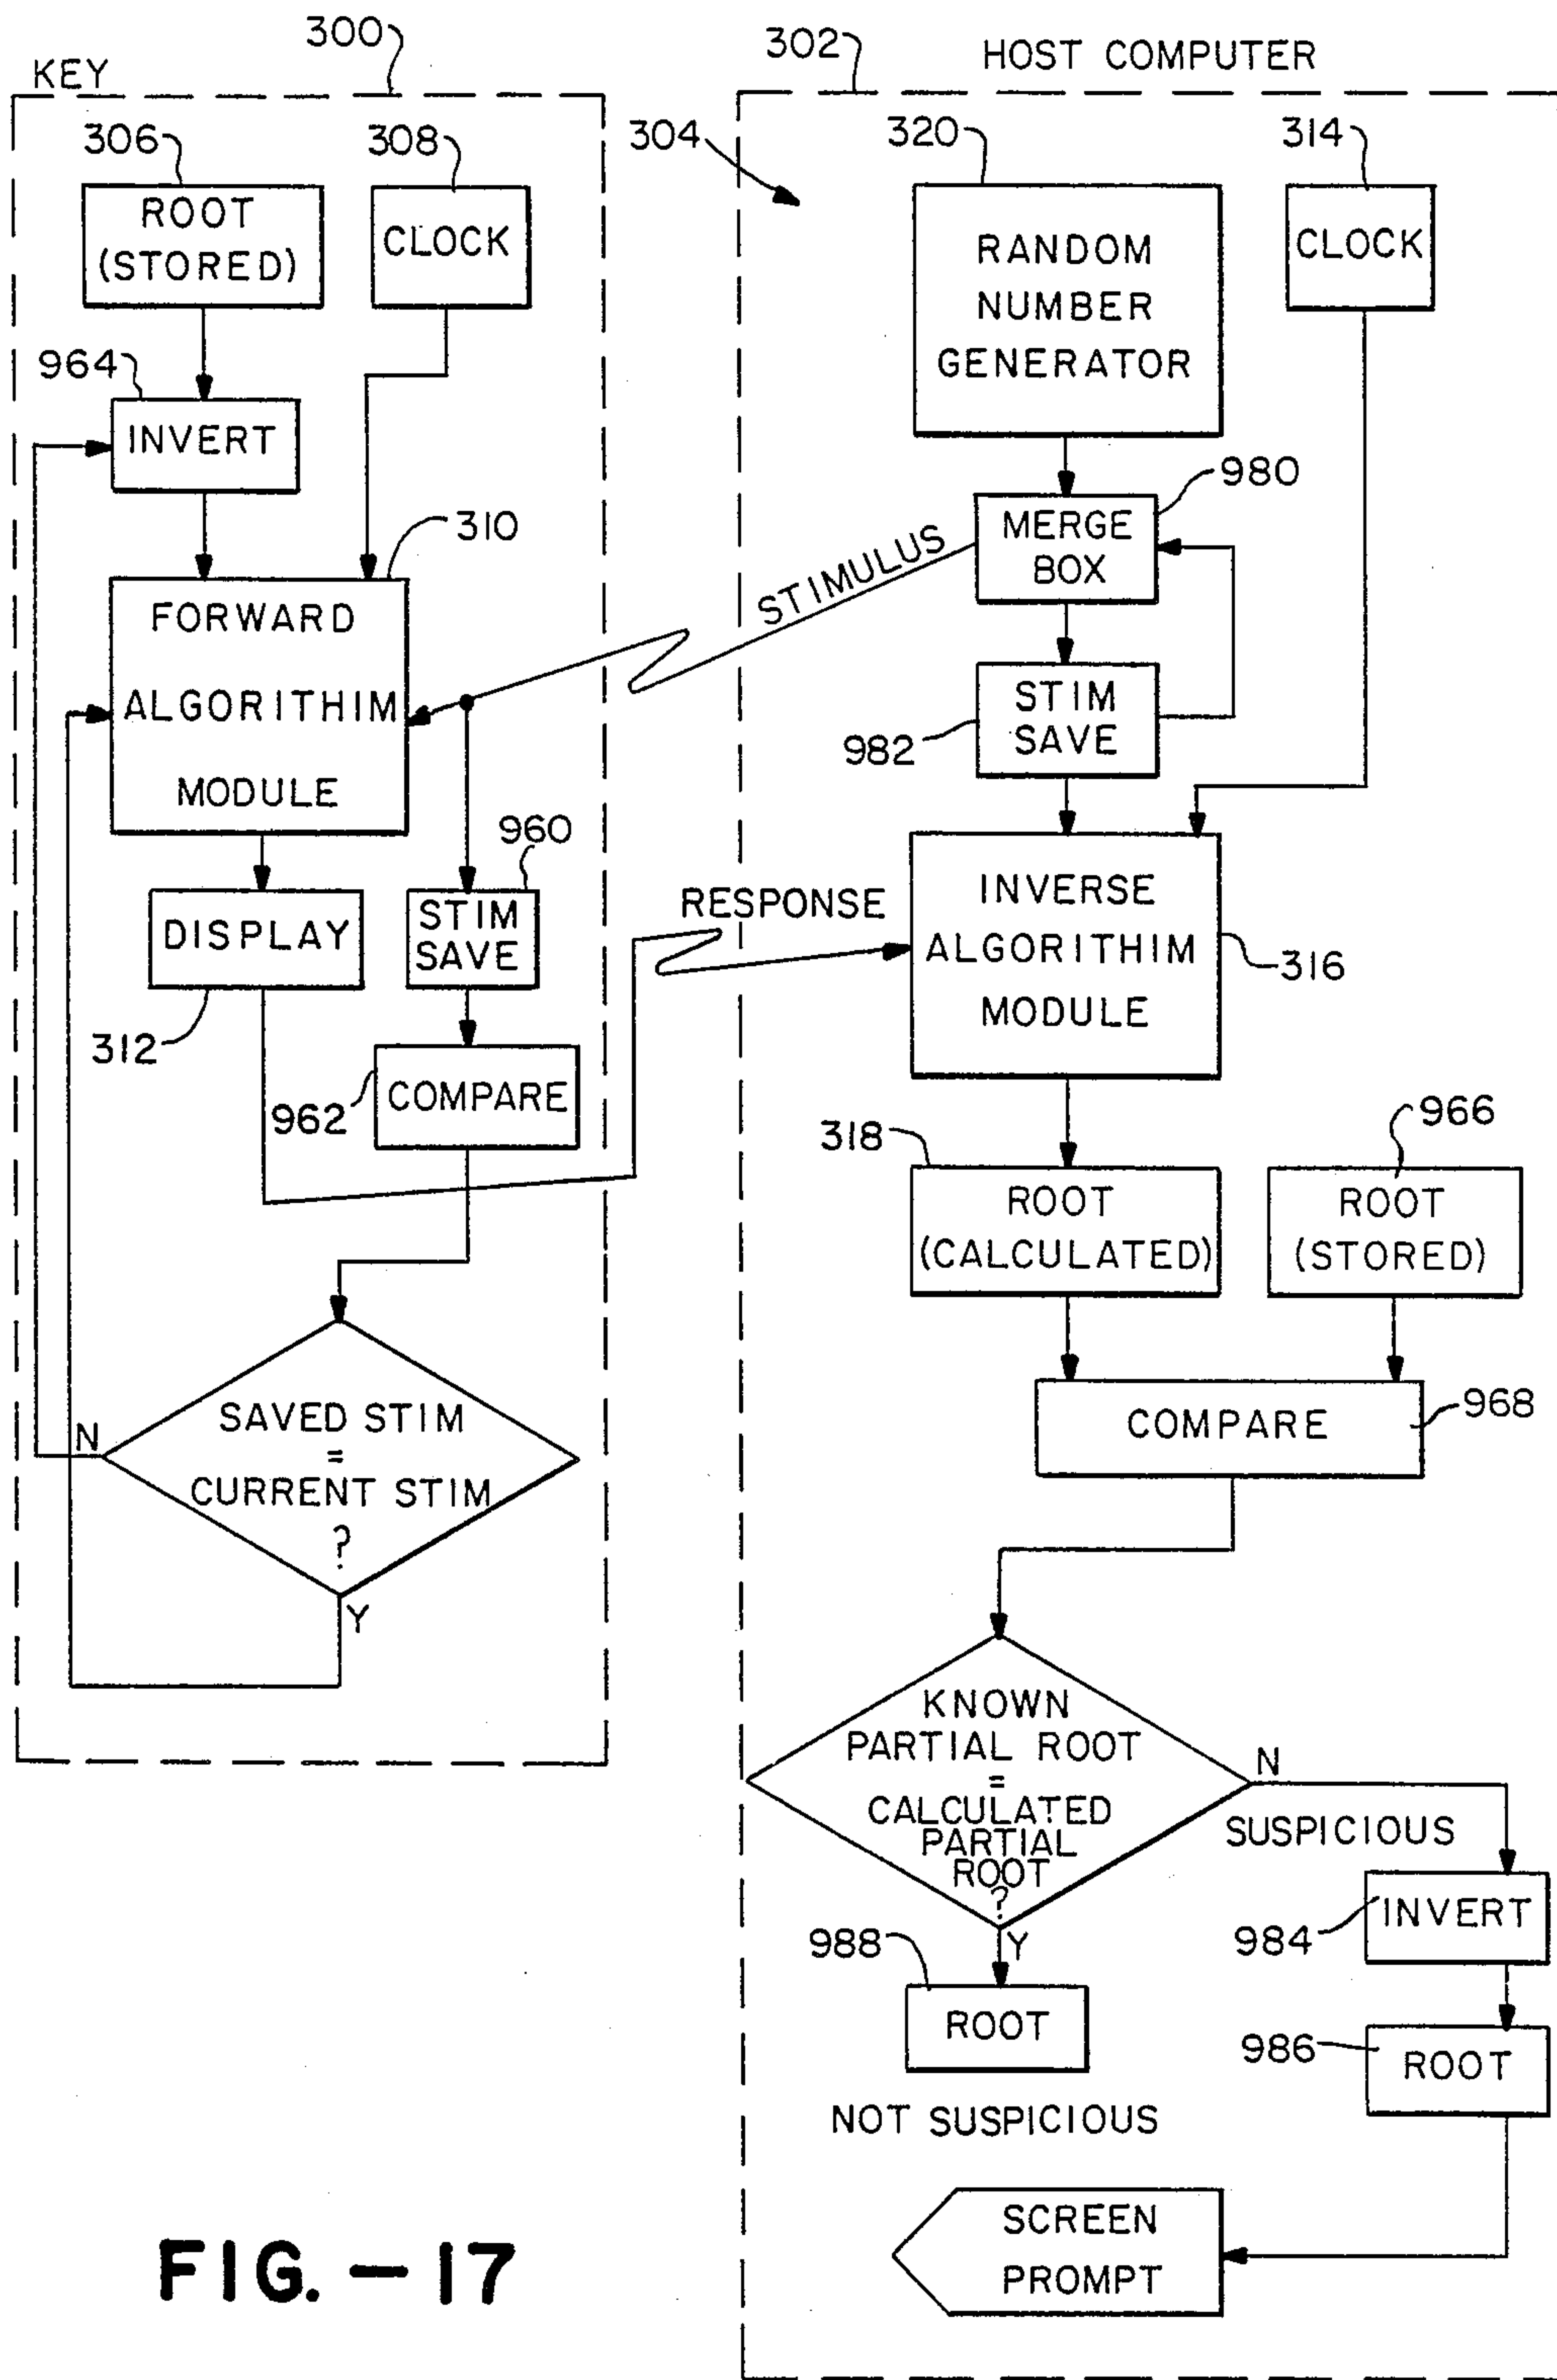 300
KEY
302
HOST COMPUTER
306
ROOT
(STORED)
308
CLOCK
304
320
RANDOM
NUMBER
GENERATOR
314
CLOCK
964
INVERT
310
FORWARD
ALGORITHIM
MODULE
STIMULUS
980
MERGE
BOX
982
STIM
SAVE
960
STIM
SAVE
DISPLAY
312
RESPONSE
INVERSE
ALGORITHIM
MODULE
316
962
COMPARE
318
ROOT
(CALCULATED)
966
ROOT
(STORED)
COMPARE
968
SAVED STIM
=
CURRENT STIM
?
N
Y
KNOWN
PARTIAL ROOT
=
CALCULATED
PARTIAL
ROOT
?
N
SUSPICIOUS
Y
984
INVERT
988
ROOT
986
ROOT
NOT SUSPICIOUS
SCREEN
PROMPT
FIG.-17